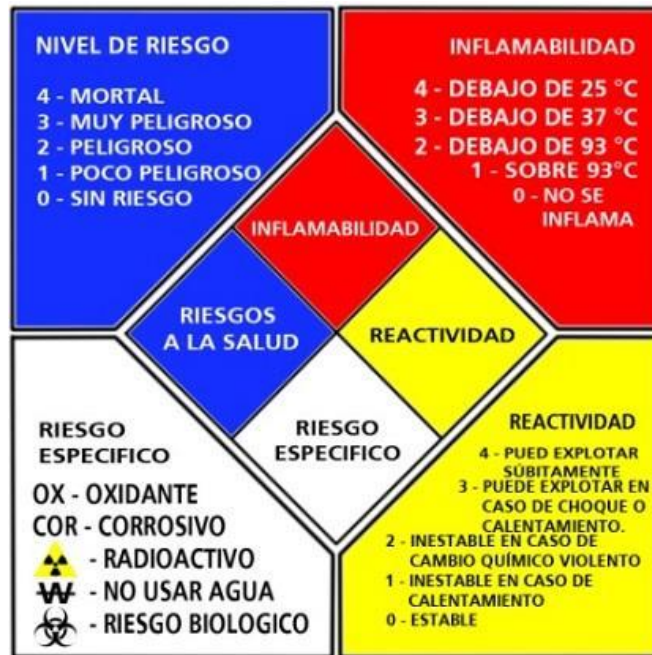 NIVEL DE RIESGO
4 - MORTAL
3 - MUY PELIGROSO
2 - PELIGROSO
1 - POCO PELIGROSO
0 - SIN RIESGO
INFLAMABILIDAD
4 - DEBAJO DE 25 °C
3 - DEBAJO DE 37 °C
2 - DEBAJO DE 93 °C
1 - SOBRE 93°C
0 - NO SE
INFLAMA
INFLAMABILIDAD
RIESGOS
A LA SALUD
REACTIVIDAD
RIESGO
ESPECIFICO
RIESGO
ESPECIFICO
OX - OXIDANTE
COR - CORROSIVO
- RADIOACTIVO
W - NO USAR AGUA
- RIESGO BIOLOGICO
REACTIVIDAD
4 - PUED EXPLOTAR
SÚBITAMENTE
3 - PUEDE EXPLOTAR EN
CASO DE CHOQUE O
CALENTAMIENTO.
2 - INESTABLE EN CASO DE
CAMBIO QUÍMICO VIOLENTO
1 - INESTABLE EN CASO DE
CALENTAMIENTO
0 - ESTABLE